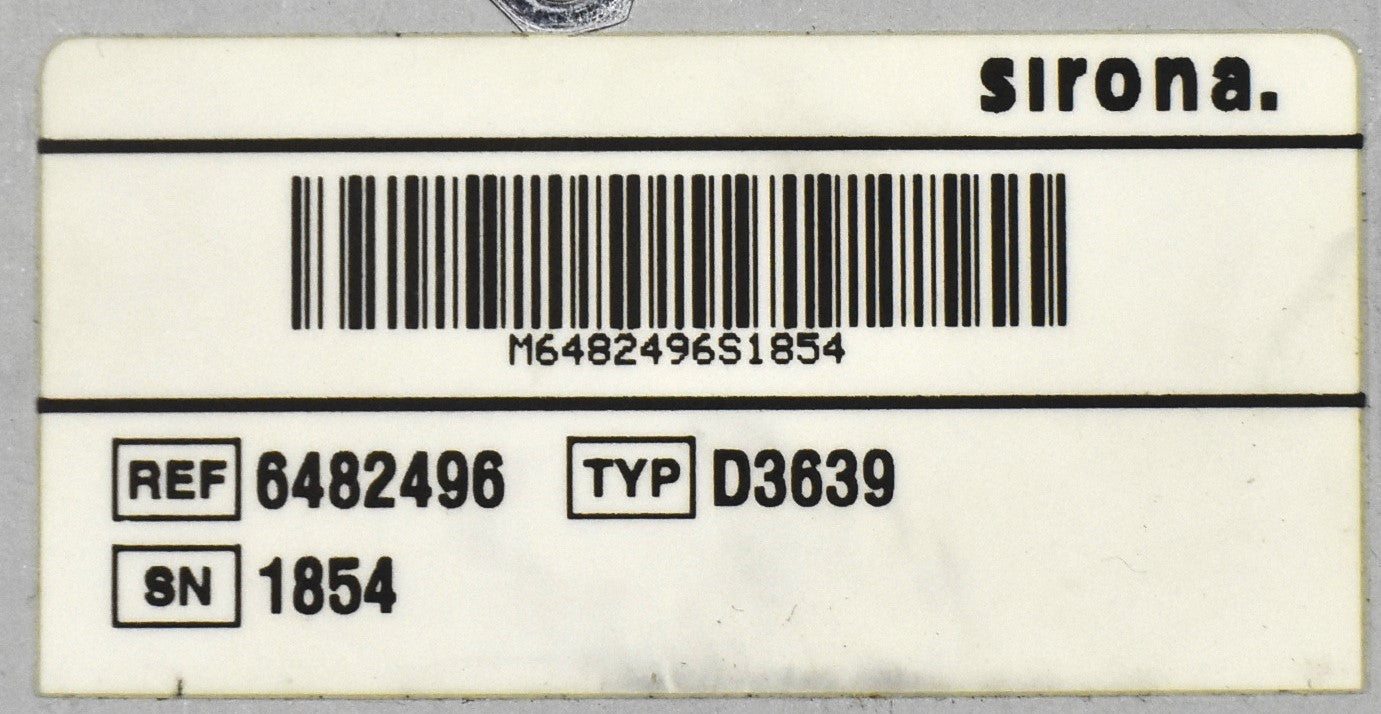 sirona.
M6482496S1854
REF 6482496 TYP D3639
SN 1854